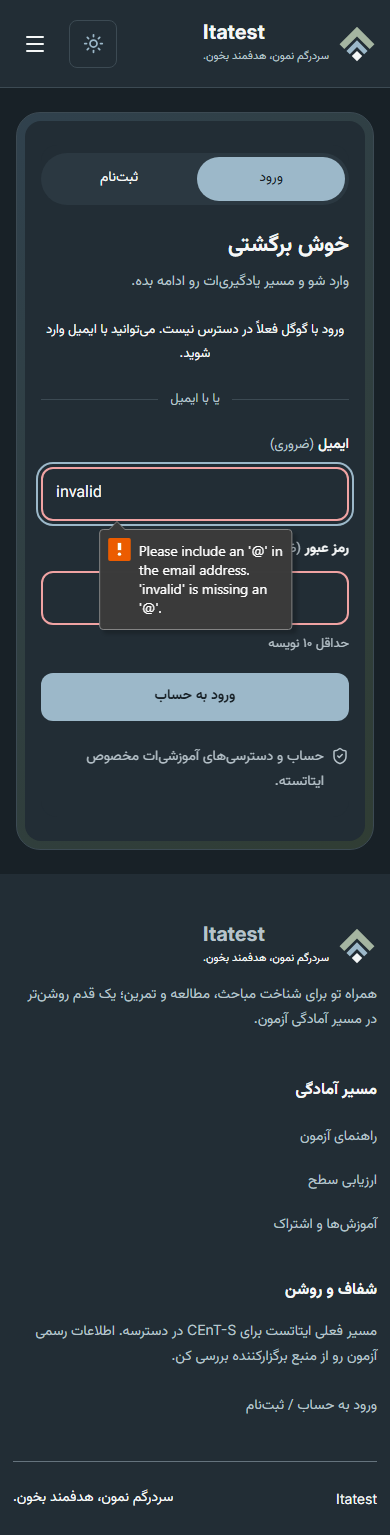 Itatest
سردرگم نمون، هدفمند بخون.
ورود
ثبت‌نام
خوش برگشتی
وارد شو و مسیر یادگیری‌ات رو ادامه بده.
ورود با گوگل فعلاً در دسترس نیست. می‌توانید با ایمیل وارد
شوید.
یا با ایمیل
ایمیل (ضروری)
invalid
Please include an '@' in
the email address.
'invalid' is missing an
'@'.
رمز عبور
حداقل ۱۰ نویسه
ورود به حساب
حساب و دسترسی‌های آموزشی‌ات مخصوص
ایتاتسته.
Itatest
سردرگم نمون، هدفمند بخون.
همراه تو برای شناخت مباحث، مطالعه و تمرین؛ یک قدم روشن‌تر
در مسیر آمادگی آزمون.
مسیر آمادگی
راهنمای آزمون
ارزیابی سطح
آموزش‌ها و اشتراک
شفاف و روشن
مسیر فعلی ایتاتست برای CEnT-S در دسترسه. اطلاعات رسمی
آزمون رو از منبع برگزارکننده بررسی کن.
ورود به حساب / ثبت‌نام
Itatest
سردرگم نمون، هدفمند بخون.